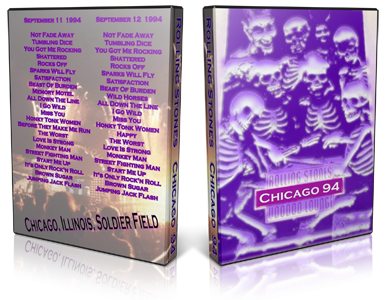 September 11 1994
Not Fade Away
Tumbling Dice
You Got Me Rocking
Shattered
Rocks Off
Sparks Will Fly
Satisfaction
Beast Of Burden
Memory Motel
All Down The Line
I Go Wild
Miss You
Honky Tonk Women
Before They Make Me Run
The Worst
Love Is Strong
Monkey Man
Street Fighting Man
Start Me Up
It's Only Rock'n Roll
Brown Sugar
Jumping Jack Flash
September 12 1994
Not Fade Away
Tumbling Dice
You Got Me Rocking
Shattered
Rocks Off
Sparks Will Fly
Satisfaction
Beast Of Burden
Wild Horses
All Down The Line
I Go Wild
Miss You
Honky Tonk Women
Happy
The Worst
Love Is Strong
Monkey Man
Street Fighting Man
Start Me Up
It's Only Rock'n Roll
Brown Sugar
Jumping Jack Flash
Chicago, Illinois, Soldier Field
Rolling Stones
Chicago 94
Rolling Stones
Chicago 94
Voodoo Lounge